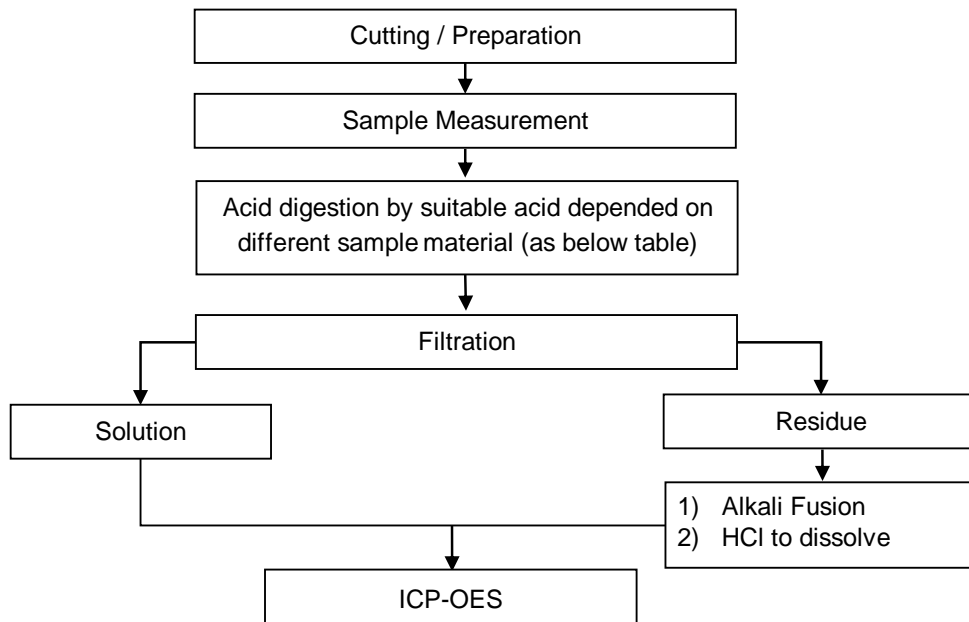 Cutting / Preparation
Sample Measurement
Acid digestion by suitable acid depended on
different sample material (as below table)
Filtration
Solution
Residue
1) Alkali Fusion
2) HCl to dissolve
ICP-OES